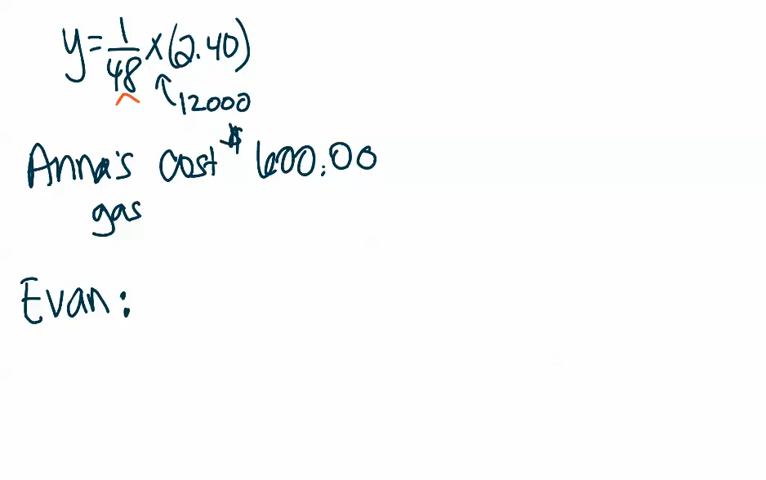 y = 1/48 x (2.40)
12000
Anna's cost $ 600.00
gas
Evan: